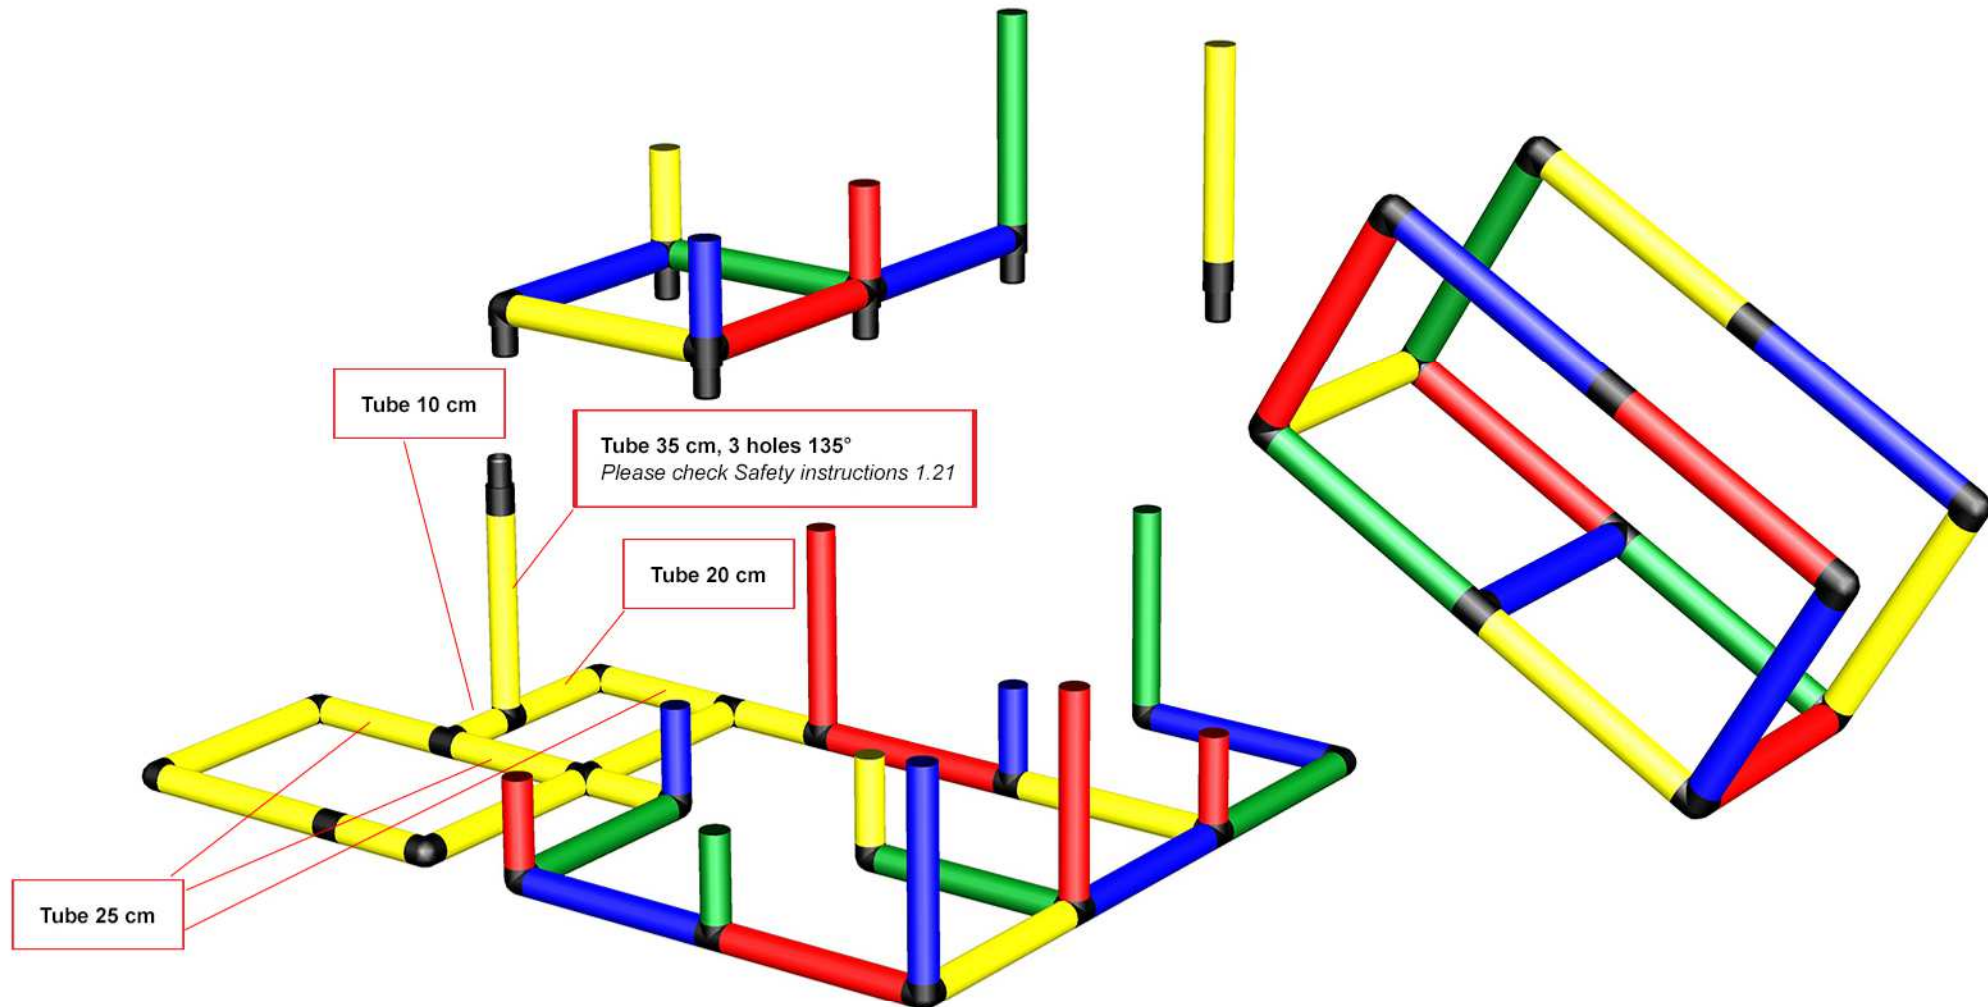 Tube 10 cm
Tube 35 cm, 3 holes 135°
Please check Safety instructions 1.21
Tube 20 cm
Tube 25 cm